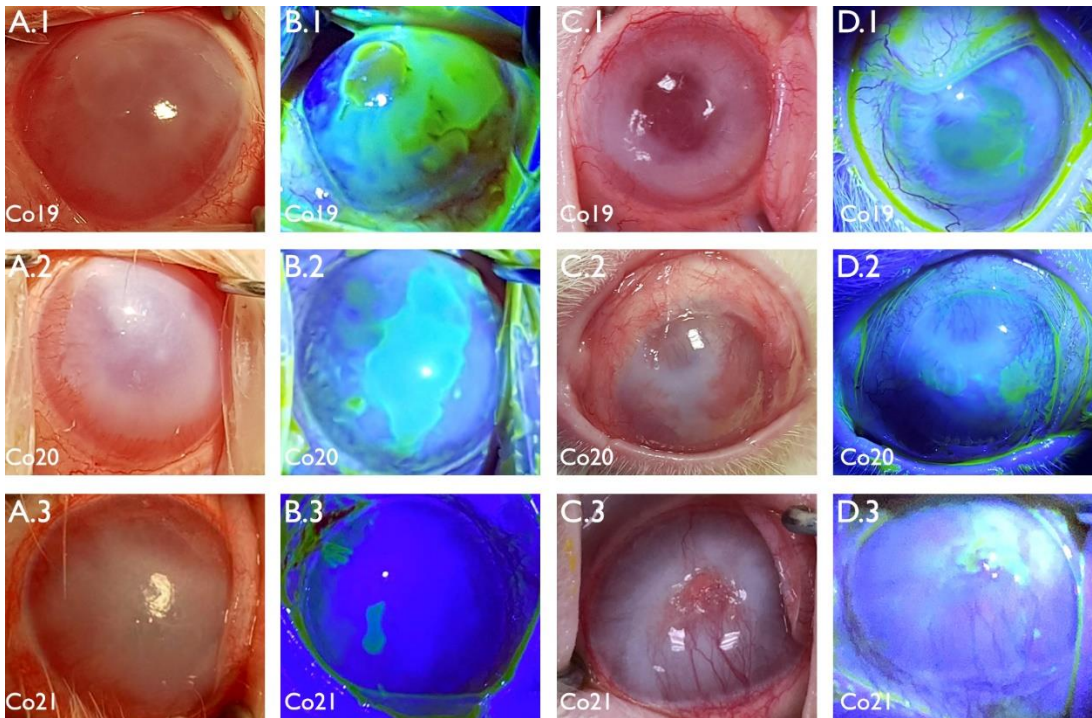 A.1 B.1 C.1 D.1
Co19 Co19 Co19 Co19
A.2 B.2 C.2 D.2
Co20 Co20 Co20 Co20
A.3 B.3 C.3 D.3
Co21 Co21 Co21 Co21